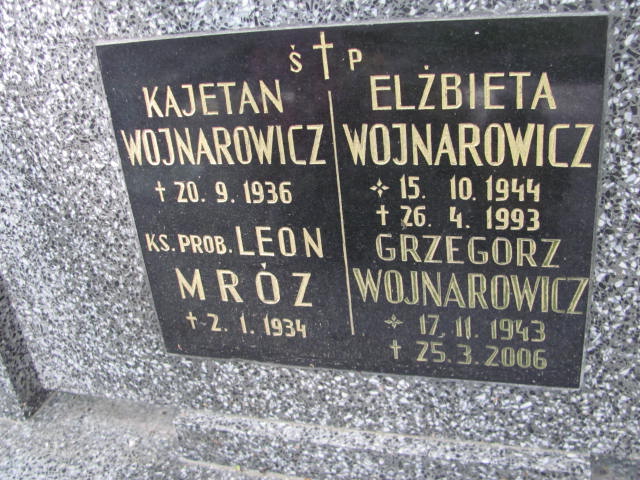 Ś † P
KAJETAN
WOJNAROWICZ
† 20. 9. 1936
KS. PROB. LEON
MRÓZ
† 2. 1. 1934
ELŻBIETA
WOJNAROWICZ
✧ 15. 10. 1944
† 26. 4. 1993
GRZEGORZ
WOJNAROWICZ
✧ 17. 11. 1943
† 25. 3. 2006